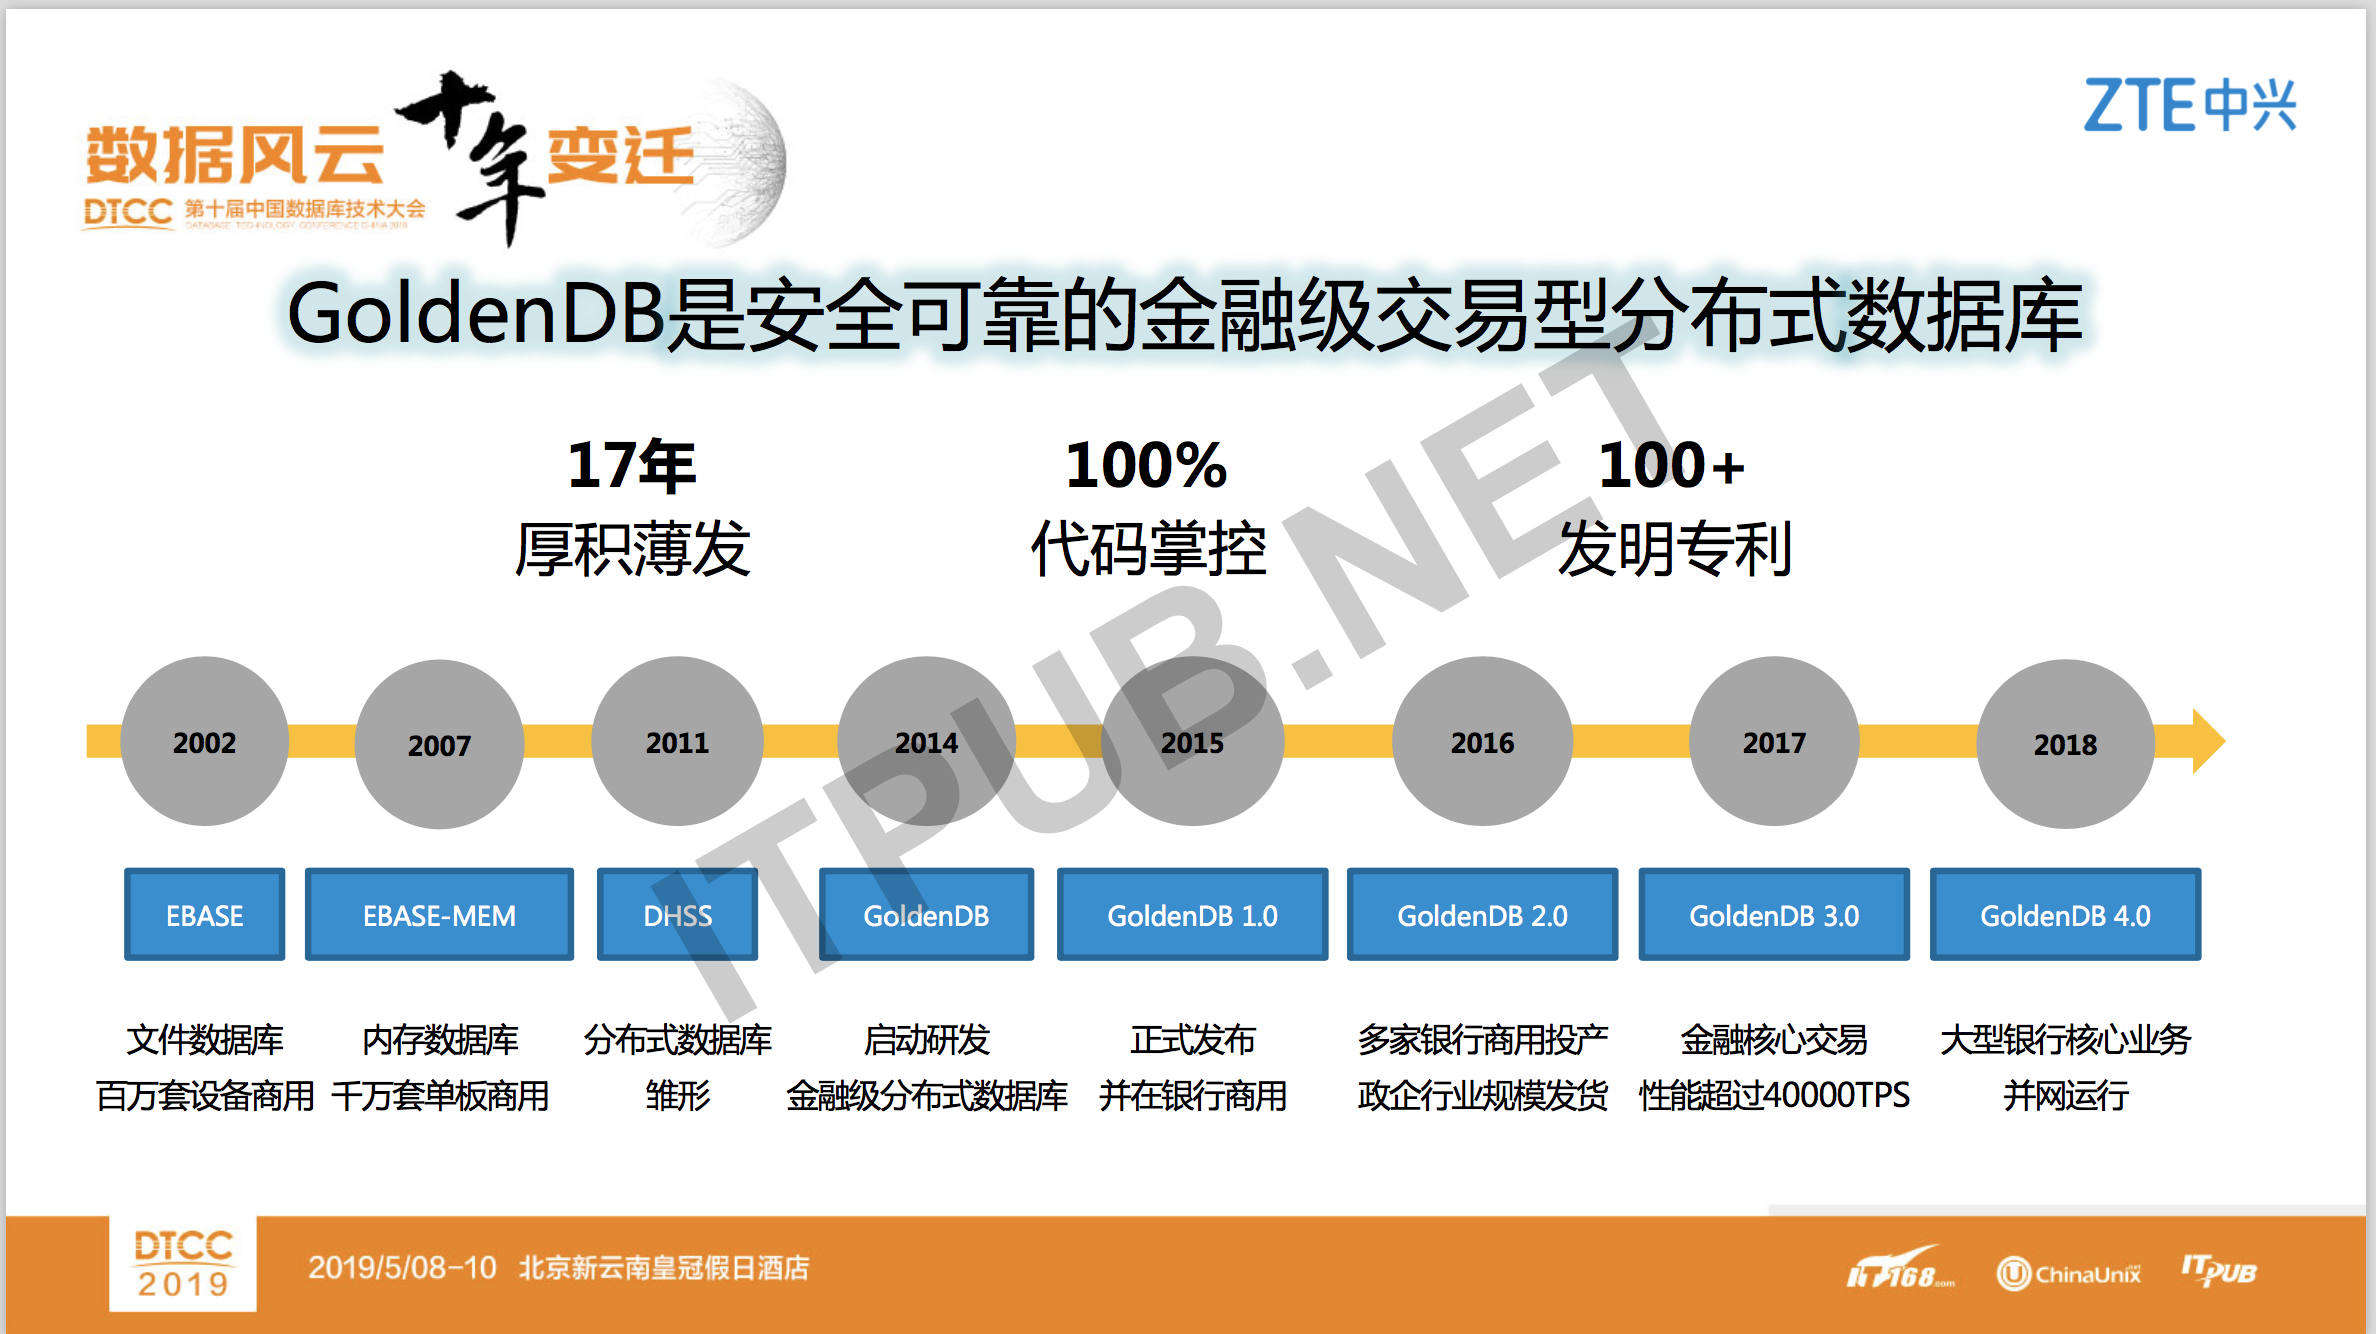 数据风云十年变迁
DTCC 第十届中国数据库技术大会
DATABASE TECHNOLOGY CONFERENCE CHINA 2019
ZTE中兴
GoldenDB是安全可靠的金融级交易型分布式数据库
17年
厚积薄发
100%
代码掌控
100+
发明专利
2002
2007
2011
2014
2015
2016
2017
2018
EBASE
EBASE-MEM
DHSS
GoldenDB
GoldenDB 1.0
GoldenDB 2.0
GoldenDB 3.0
GoldenDB 4.0
文件数据库
百万套设备商用
内存数据库
千万套单板商用
分布式数据库
雏形
启动研发
金融级分布式数据库
正式发布
并在银行商用
多家银行商用投产
政企行业规模发货
金融核心交易
性能超过40000TPS
大型银行核心业务
并网运行
ITPUB.NET
DTCC
2019
2019/5/08-10 北京新云南皇冠假日酒店
IT168.com
ChinaUnix.net
ITPUB